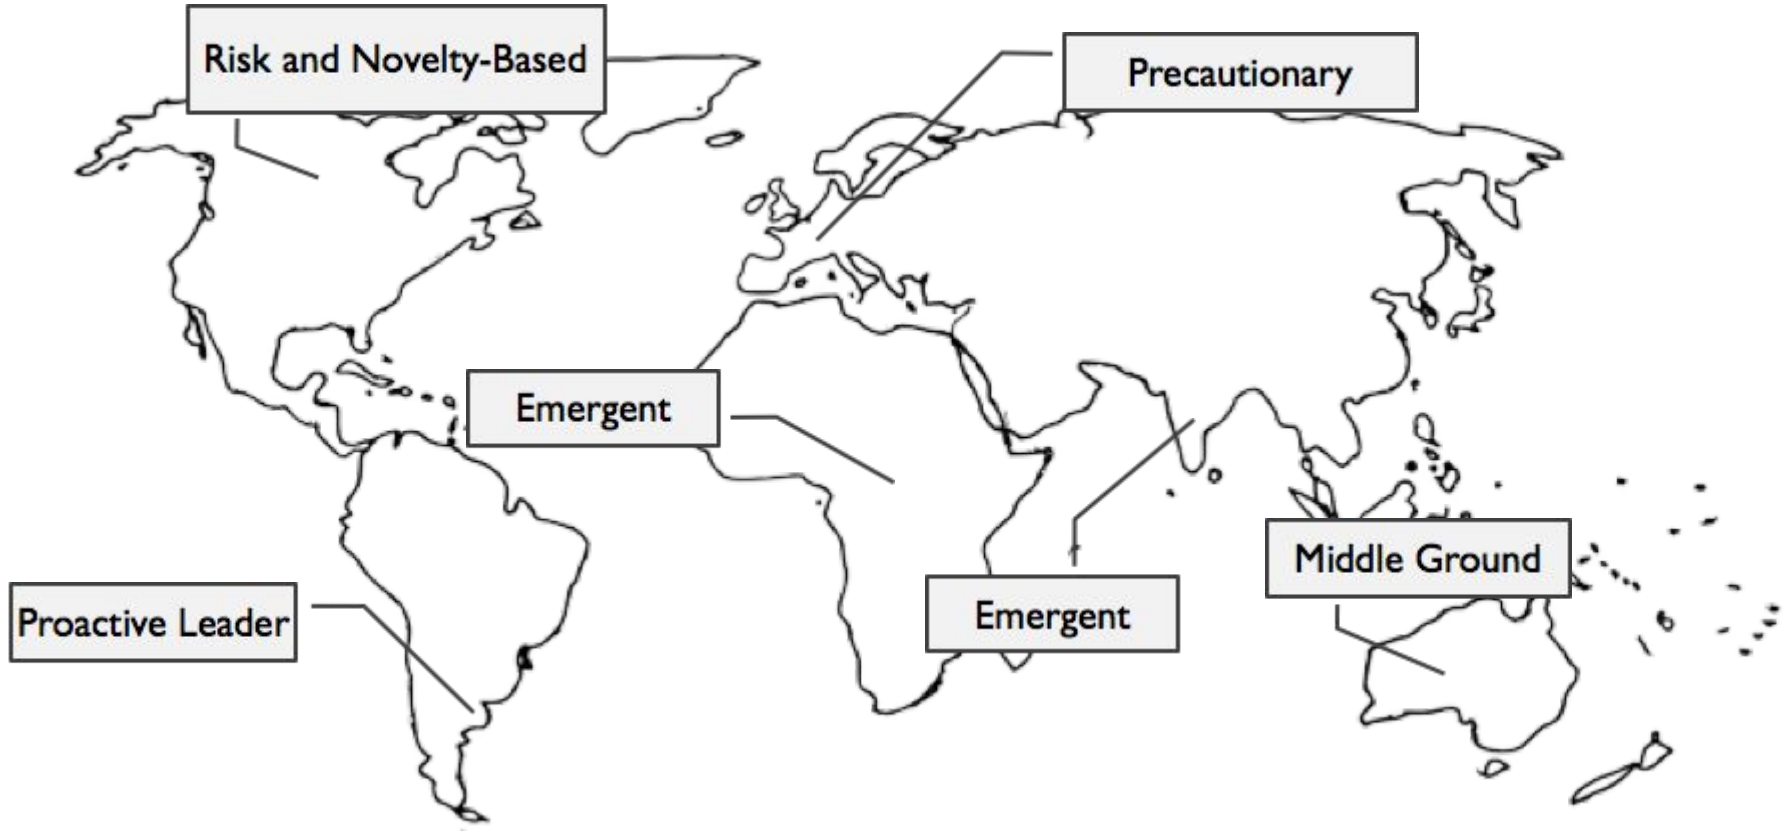 Risk and Novelty-Based
Precautionary
Emergent
Middle Ground
Emergent
Proactive Leader